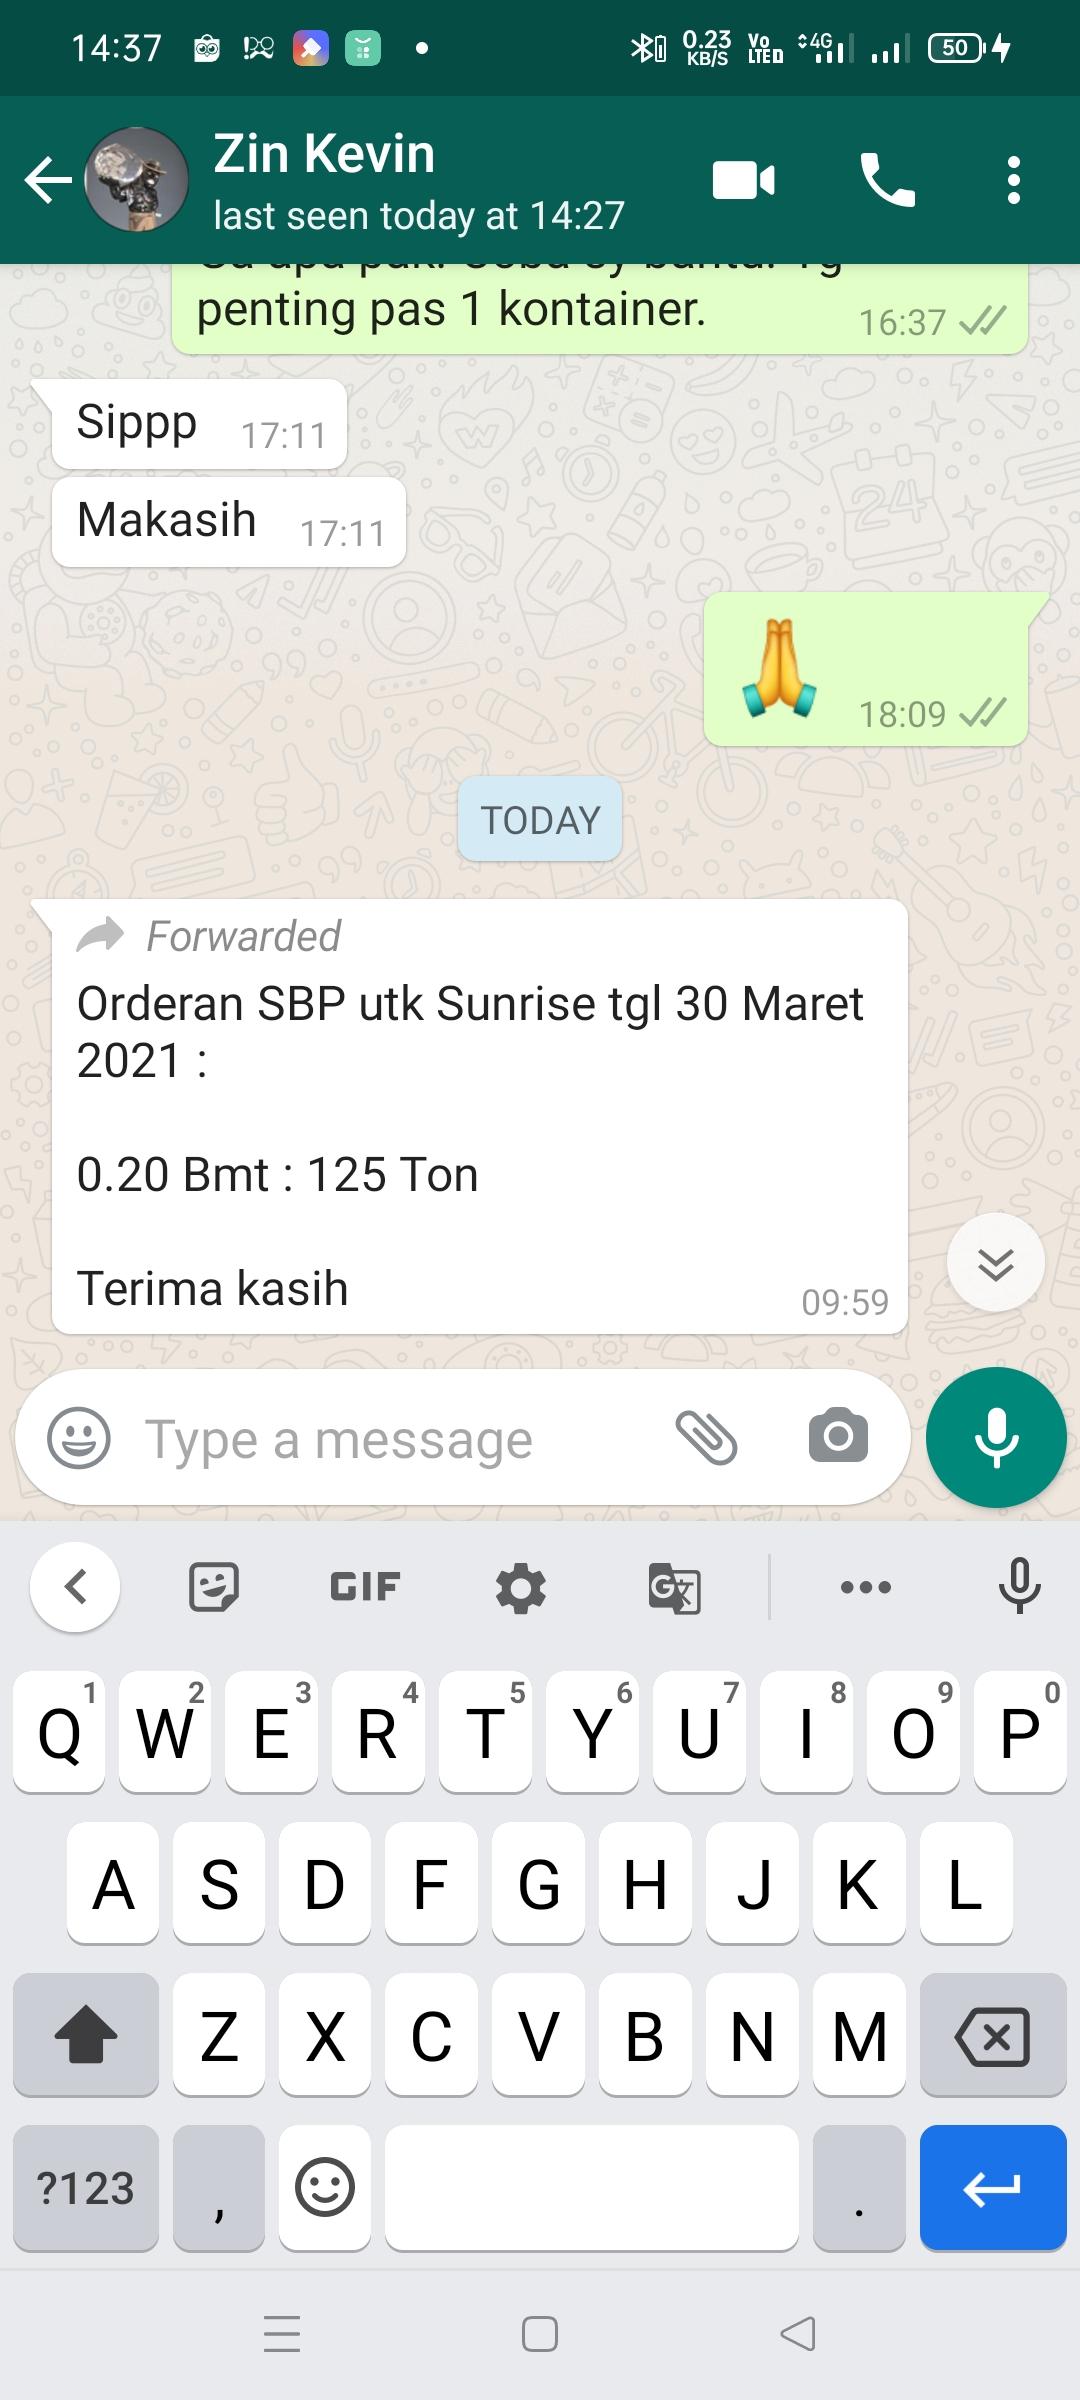 14:37
0.23
KB/S
Vo
LTED
4G
50
Zin Kevin
last seen today at 14:27
penting pas 1 kontainer.
16:37
Sippp
17:11
Makasih
17:11
18:09
TODAY
Forwarded
Orderan SBP utk Sunrise tgl 30 Maret
2021 :
0.20 Bmt : 125 Ton
Terima kasih
09:59
Type a message
GIF
1 2 3 4 5 6 7 8 9 0
Q W E R T Y U I O P
A S D F G H J K L
Z X C V B N M
?123 , .